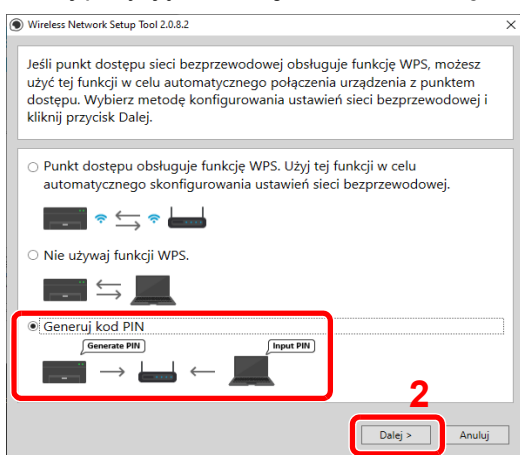 Wireless Network Setup Tool 2.0.8.2
Jeśli punkt dostępu sieci bezprzewodowej obsługuje funkcję WPS, możesz
użyć tej funkcji w celu automatycznego połączenia urządzenia z punktem
dostępu. Wybierz metodę konfigurowania ustawień sieci bezprzewodowej i
kliknij przycisk Dalej.
Punkt dostępu obsługuje funkcję WPS. Użyj tej funkcji w celu
automatycznego skonfigurowania ustawień sieci bezprzewodowej.
Nie używaj funkcji WPS.
Generuj kod PIN
Generate PIN Input PIN
2
Dalej > Anuluj